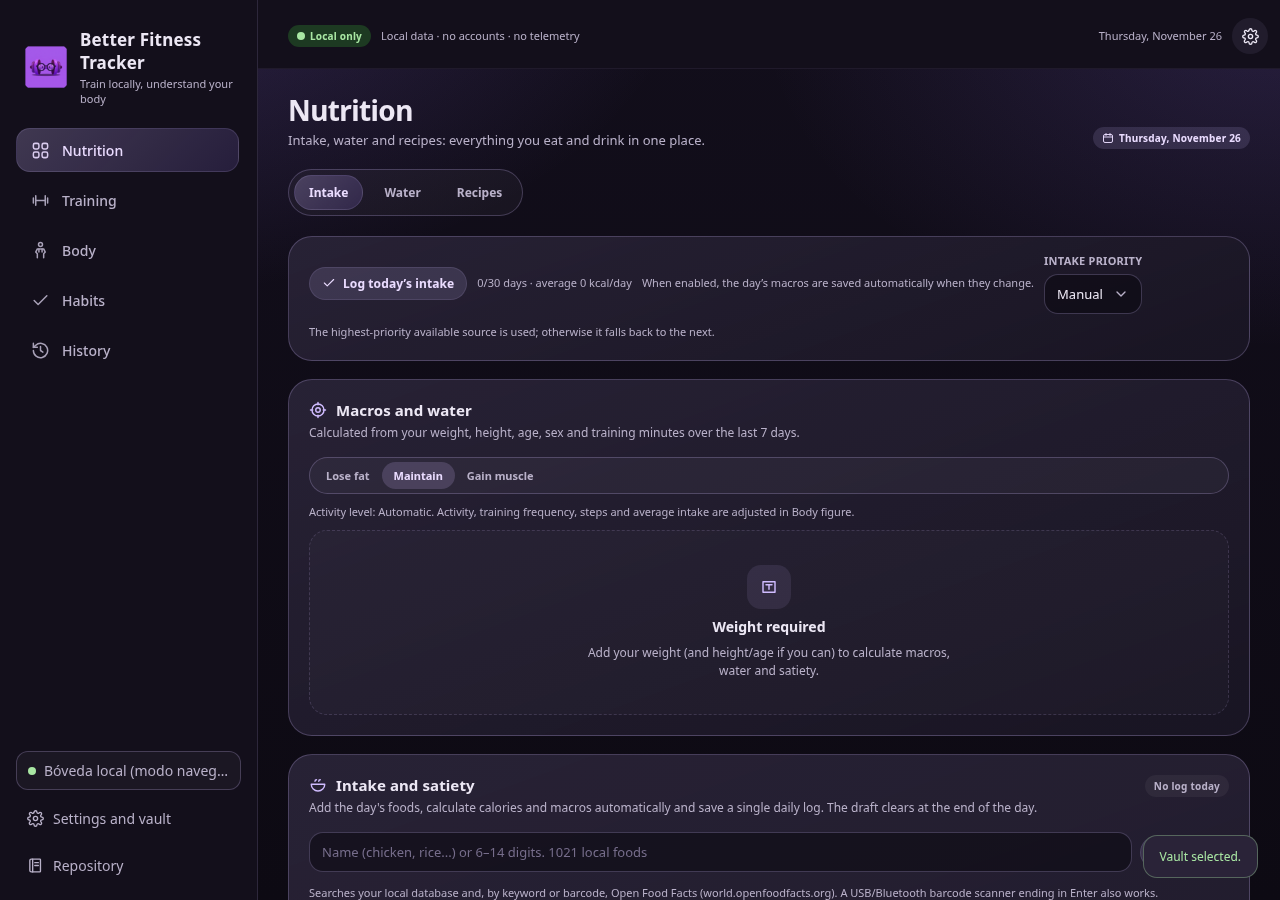 Better Fitness
Tracker
Train locally, understand your
body
Nutrition
Training
Body
Habits
History
Bóveda local (modo naveg...
Settings and vault
Repository
Local only
Local data · no accounts · no telemetry
Thursday, November 26
Nutrition
Intake, water and recipes: everything you eat and drink in one place.
Thursday, November 26
Intake
Water
Recipes
Log today’s intake
0/30 days · average 0 kcal/day
When enabled, the day’s macros are saved automatically when they change.
INTAKE PRIORITY
Manual
The highest-priority available source is used; otherwise it falls back to the next.
Macros and water
Calculated from your weight, height, age, sex and training minutes over the last 7 days.
Lose fat
Maintain
Gain muscle
Activity level: Automatic. Activity, training frequency, steps and average intake are adjusted in Body figure.
Weight required
Add your weight (and height/age if you can) to calculate macros,
water and satiety.
Intake and satiety
No log today
Add the day's foods, calculate calories and macros automatically and save a single daily log. The draft clears at the end of the day.
Name (chicken, rice…) or 6–14 digits. 1021 local foods
Vault selected.
Searches your local database and, by keyword or barcode, Open Food Facts (world.openfoodfacts.org). A USB/Bluetooth barcode scanner ending in Enter also works.